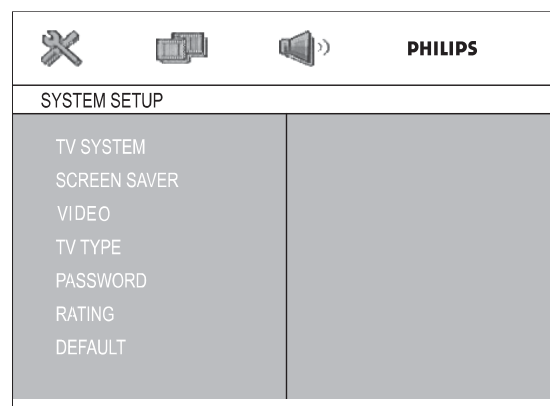 PHILIPS
SYSTEM SETUP
TV SYSTEM
SCREEN SAVER
VIDEO
TV TYPE
PASSWORD
RATING
DEFAULT